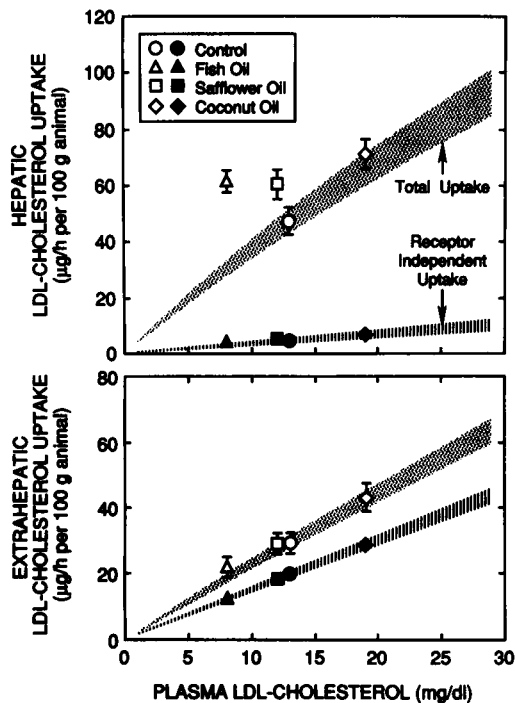 HEPATIC
LDL-CHOLESTEROL UPTAKE
(µg/h per 100 g animal)
120
100
80
60
40
20
0
Control
Fish Oil
Safflower Oil
Coconut Oil
Total Uptake
Receptor
Independent
Uptake
EXTRAHEPATIC
LDL-CHOLESTEROL UPTAKE
(µg/h per 100 g animal)
80
60
40
20
0
0 5 10 15 20 25 30
PLASMA LDL-CHOLESTEROL (mg/dl)